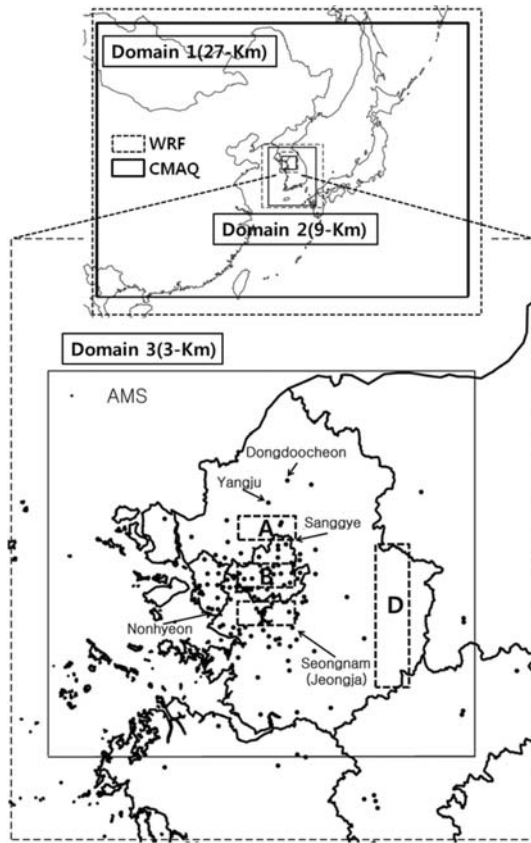 Domain 1(27-Km)
WRF
CMAQ
Domain 2(9-Km)
Domain 3(3-Km)
AMS
Dongdoocheon
Yangju
A
Sanggye
B
D
C
Nonhyeon
Seongnam
(Jeongja)